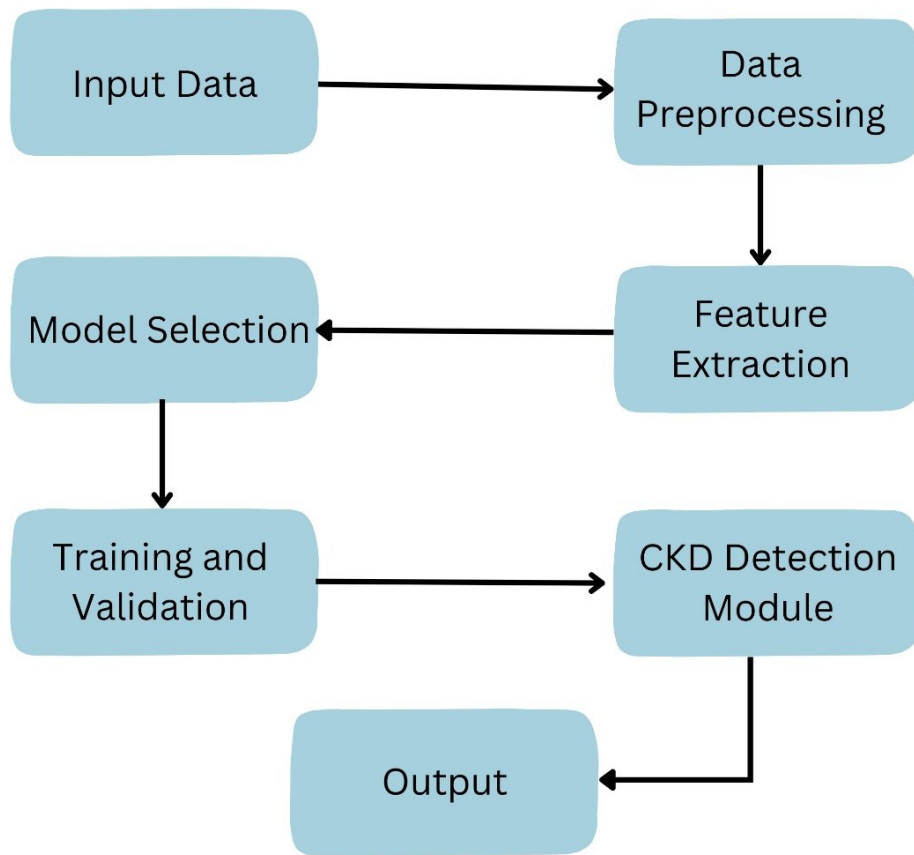 Input Data
Data
Preprocessing
Feature
Extraction
Model Selection
Training and
Validation
CKD Detection
Module
Output